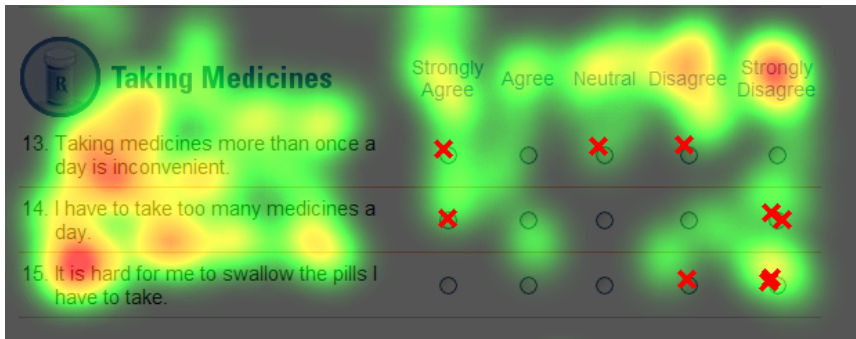 R
Taking Medicines
Strongly Agree
Agree
Neutral
Disagree
Strongly Disagree
13. Taking medicines more than once a
day is inconvenient.
14. I have to take too many medicines a
day.
15. It is hard for me to swallow the pills I
have to take.